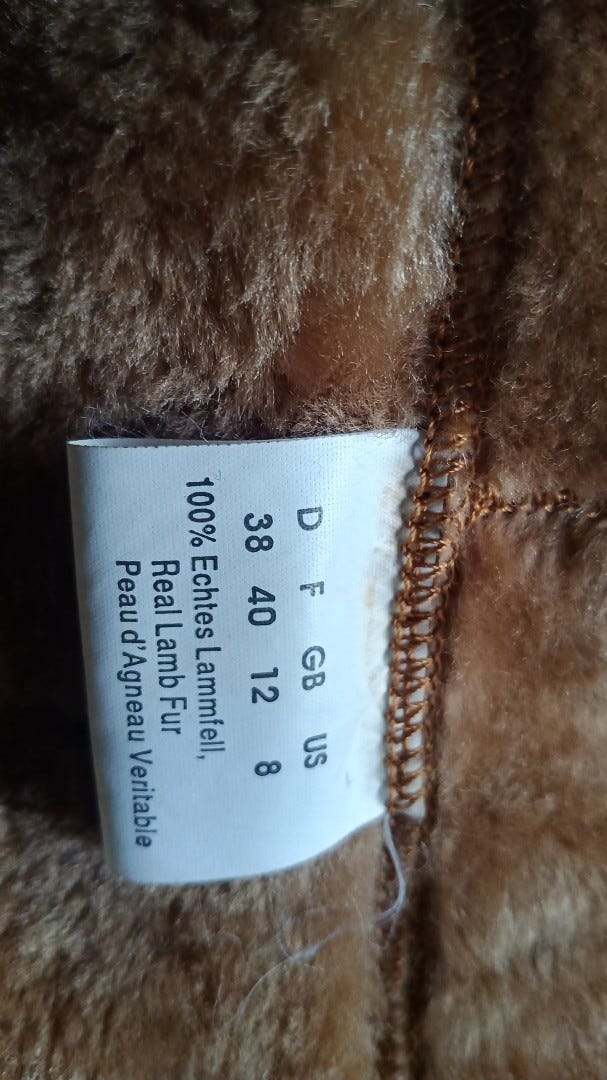 D F GB US
38 40 12 8
100% Echtes Lammfell,
Real Lamb Fur
Peau d'Agneau Veritable